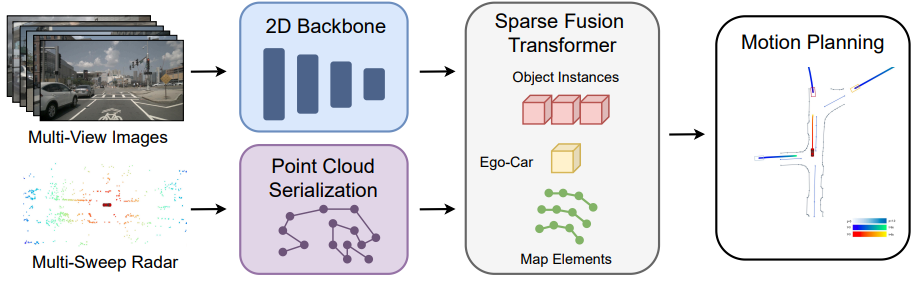 Multi-View Images
Multi-Sweep Radar
2D Backbone
Point Cloud
Serialization
Sparse Fusion
Transformer
Object Instances
Ego-Car
Map Elements
Motion Planning